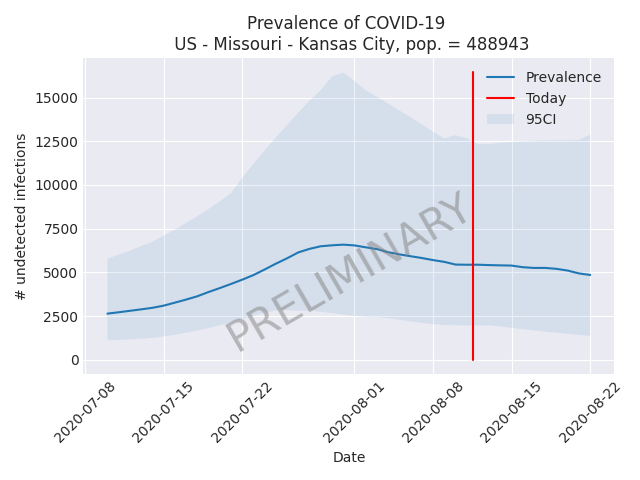 Prevalence of COVID-19
US - Missouri - Kansas City, pop. = 488943
# undetected infections
15000
12500
10000
7500
5000
2500
0
Prevalence
Today
95CI
PRELIMINARY
2020-07-08
2020-07-15
2020-07-22
2020-08-01
2020-08-08
2020-08-15
2020-08-22
Date